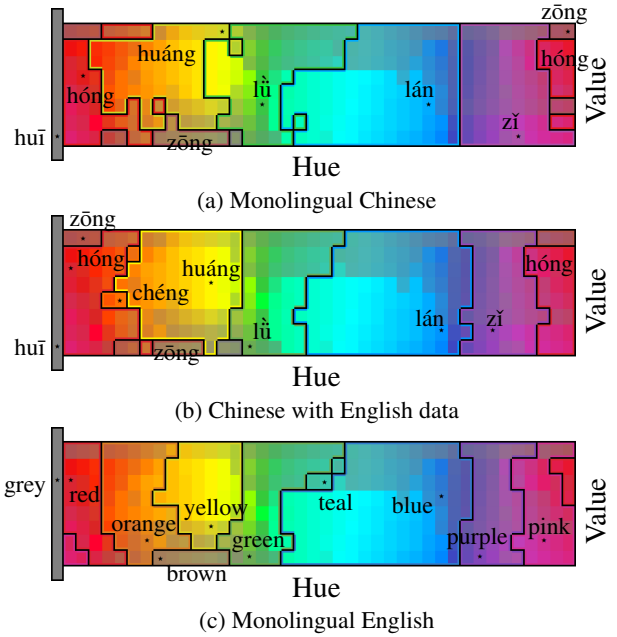 zōng
huáng
hóng
hóng
lǜ
lán
zǐ
huī
zōng
Value
Hue
(a) Monolingual Chinese
zōng
hóng
huáng
hóng
chéng
lǜ
lán
zǐ
huī
zōng
Value
Hue
(b) Chinese with English data
grey
red
teal
blue
yellow
orange
green
purple
pink
brown
Value
Hue
(c) Monolingual English